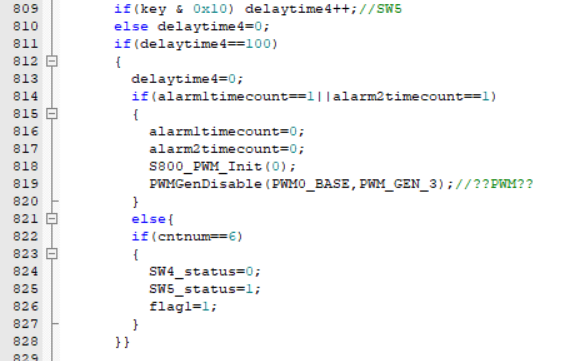 809 if(key & 0x10) delaytime4++;//SW5
810 else delaytime4=0;
811 if(delaytime4==100)
812 {
813 delaytime4=0;
814 if(alarm1timecount==1||alarm2timecount==1)
815 {
816 alarm1timecount=0;
817 alarm2timecount=0;
818 S800_PWM_Init(0);
819 PWMGenDisable(PWM0_BASE,PWM_GEN_3);//??PWM??
820 }
821 else{
822 if(cntnum==6)
823 {
824 SW4_status=0;
825 SW5_status=1;
826 flag1=1;
827 }
828 }}
829